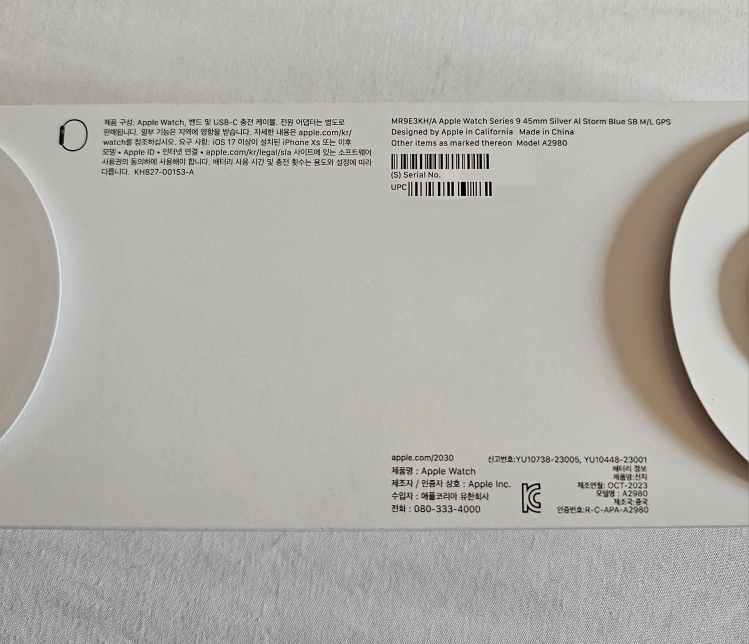 제품 구성: Apple Watch, 밴드 및 USB-C 충전 케이블. 전원 어댑터는 별도로
판매됩니다. 일부 기능은 지역에 영향을 받습니다. 자세한 내용은 apple.com/kr/
watch를 참조하십시오. 요구 사항: iOS 17 이상이 설치된 iPhone Xs 또는 이후
모델 • Apple ID • 인터넷 연결 • apple.com/kr/legal/sla 사이트에 있는 소프트웨어
사용권의 동의하에 사용해야 합니다. 배터리 사용 시간 및 충전 횟수는 용도와 설정에 따라
다릅니다. KH827-00153-A
MR9E3KH/A Apple Watch Series 9 45mm Silver Al Storm Blue SB M/L GPS
Designed by Apple in California Made in China
Other items as marked thereon Model A2980
(S) Serial No.
UPC
apple.com/2030
제품명 : Apple Watch
제조자 / 인증자 상호 : Apple Inc.
수입자 : 애플코리아 유한회사
전화 : 080-333-4000
신고번호:YU10738-23005, YU10448-23001
배터리 정보
제품명:전지
제조연월: OCT-2023
모델명 : A2980
제조국:중국
인증번호:R-C-APA-A2980